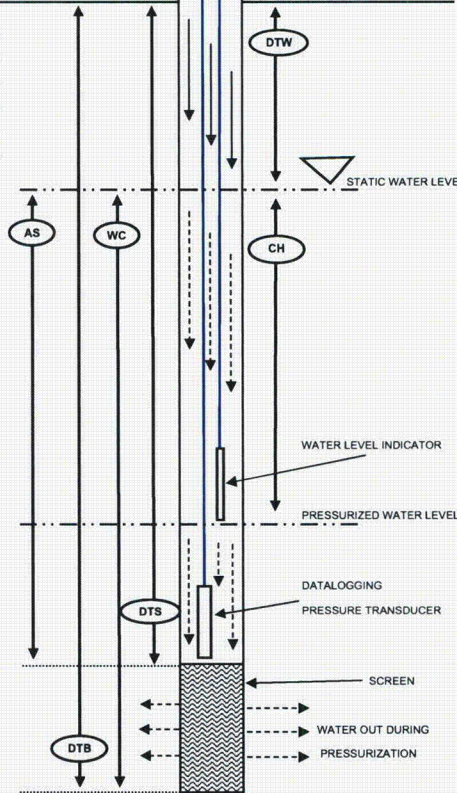 DTW
STATIC WATER LEVE
AS
WC
CH
WATER LEVEL INDICATOR
PRESSURIZED WATER LEVEL
DATALOGGING
PRESSURE TRANSDUCER
DTS
SCREEN
WATER OUT DURING
PRESSURIZATION
DTB